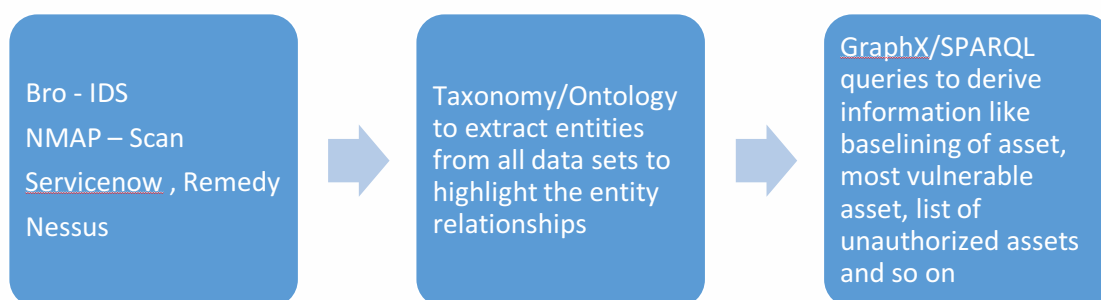 Bro - IDS
NMAP – Scan
Servicenow , Remedy
Nessus
Taxonomy/Ontology
to extract entities
from all data sets to
highlight the entity
relationships
GraphX/SPARQL
queries to derive
information like
baselining of asset,
most vulnerable
asset, list of
unauthorized assets
and so on